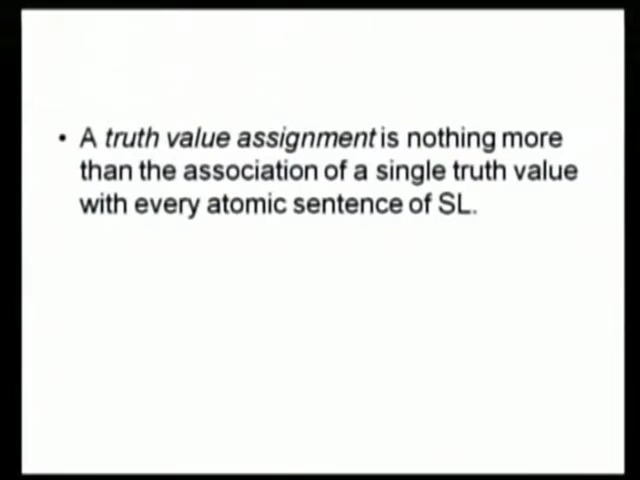 • A truth value assignment is nothing more
than the association of a single truth value
with every atomic sentence of SL.